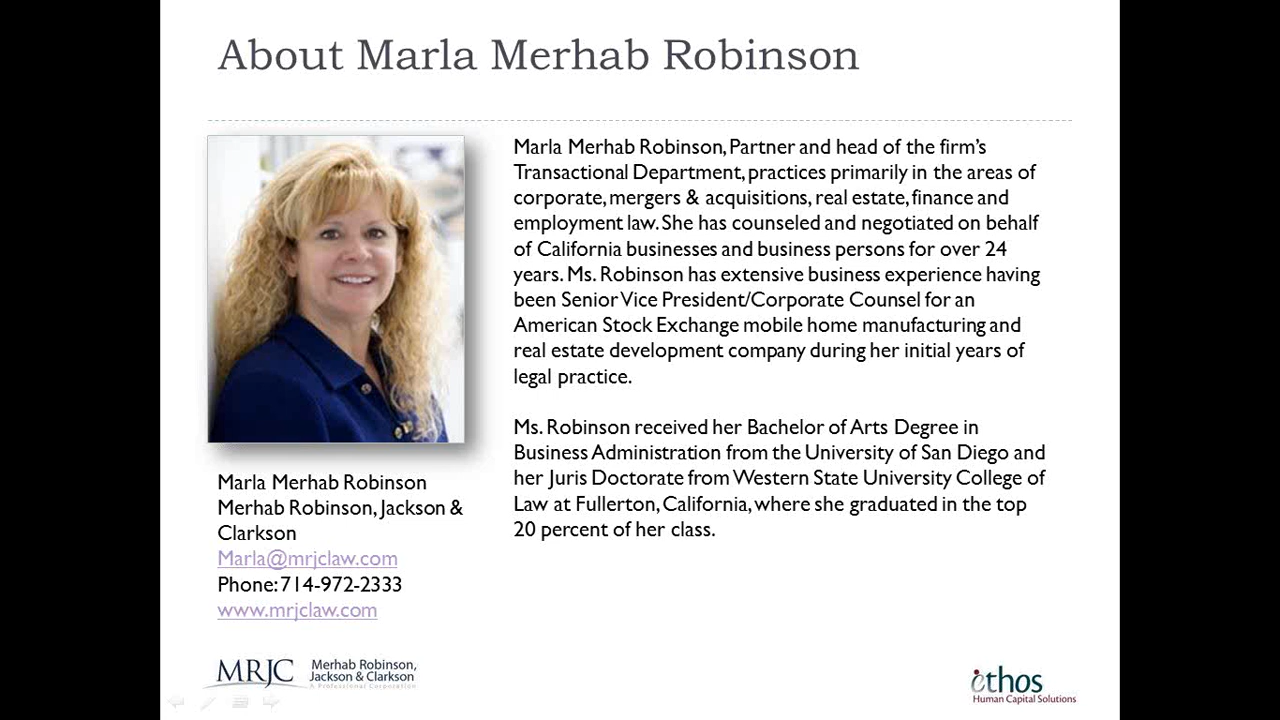 About Marla Merhab Robinson
Marla Merhab Robinson, Partner and head of the firm's
Transactional Department, practices primarily in the areas of
corporate, mergers & acquisitions, real estate, finance and
employment law. She has counseled and negotiated on behalf
of California businesses and business persons for over 24
years. Ms. Robinson has extensive business experience having
been Senior Vice President/Corporate Counsel for an
American Stock Exchange mobile home manufacturing and
real estate development company during her initial years of
legal practice.
Ms. Robinson received her Bachelor of Arts Degree in
Business Administration from the University of San Diego and
her Juris Doctorate from Western State University College of
Law at Fullerton, California, where she graduated in the top
20 percent of her class.
Marla Merhab Robinson
Merhab Robinson, Jackson &
Clarkson
Marla@mrjclaw.com
Phone: 714-972-2333
www.mrjclaw.com
MRJC
Merhab Robinson,
Jackson & Clarkson
A Professional Corporation
ethos
Human Capital Solutions